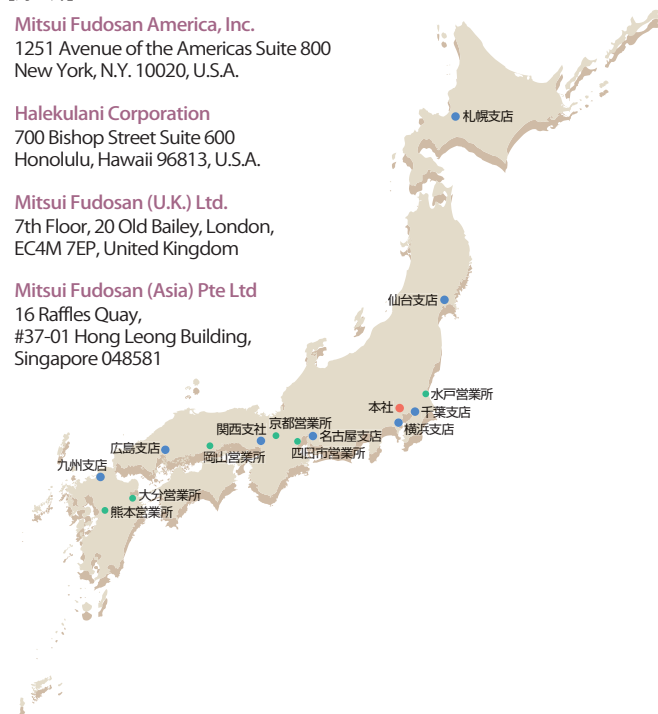 Mitsui Fudosan America, Inc.
1251 Avenue of the Americas Suite 800
New York, N.Y. 10020, U.S.A.
Halekulani Corporation
700 Bishop Street Suite 600
Honolulu, Hawaii 96813, U.S.A.
Mitsui Fudosan (U.K.) Ltd.
7th Floor, 20 Old Bailey, London,
EC4M 7EP, United Kingdom
Mitsui Fudosan (Asia) Pte Ltd
16 Raffles Quay,
#37-01 Hong Leong Building,
Singapore 048581
札幌支店
仙台支店
水戸営業所
本社
千葉支店
横浜支店
京都営業所
関西支社
名古屋支店
広島支店
岡山営業所
四日市営業所
九州支店
大分営業所
熊本営業所